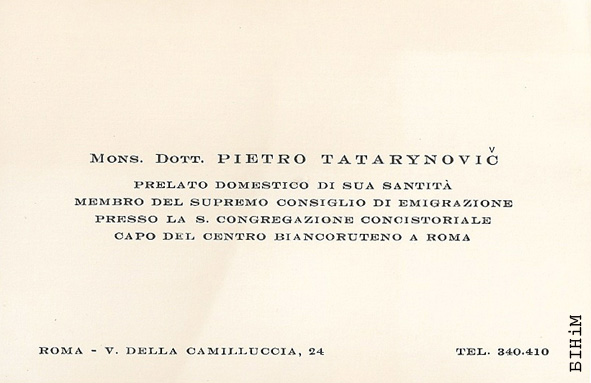 Mons. Dott. PIETRO TATARYNOVIČ
PRELATO DOMESTICO DI SUA SANTITÀ
MEMBRO DEL SUPREMO CONSIGLIO DI EMIGRAZIONE
PRESSO LA S. CONGREGAZIONE CONCISTORIALE
CAPO DEL CENTRO BIANCORUTENO A ROMA
ROMA - V. DELLA CAMILLUCCIA, 24
TEL. 340.410
BIHiM